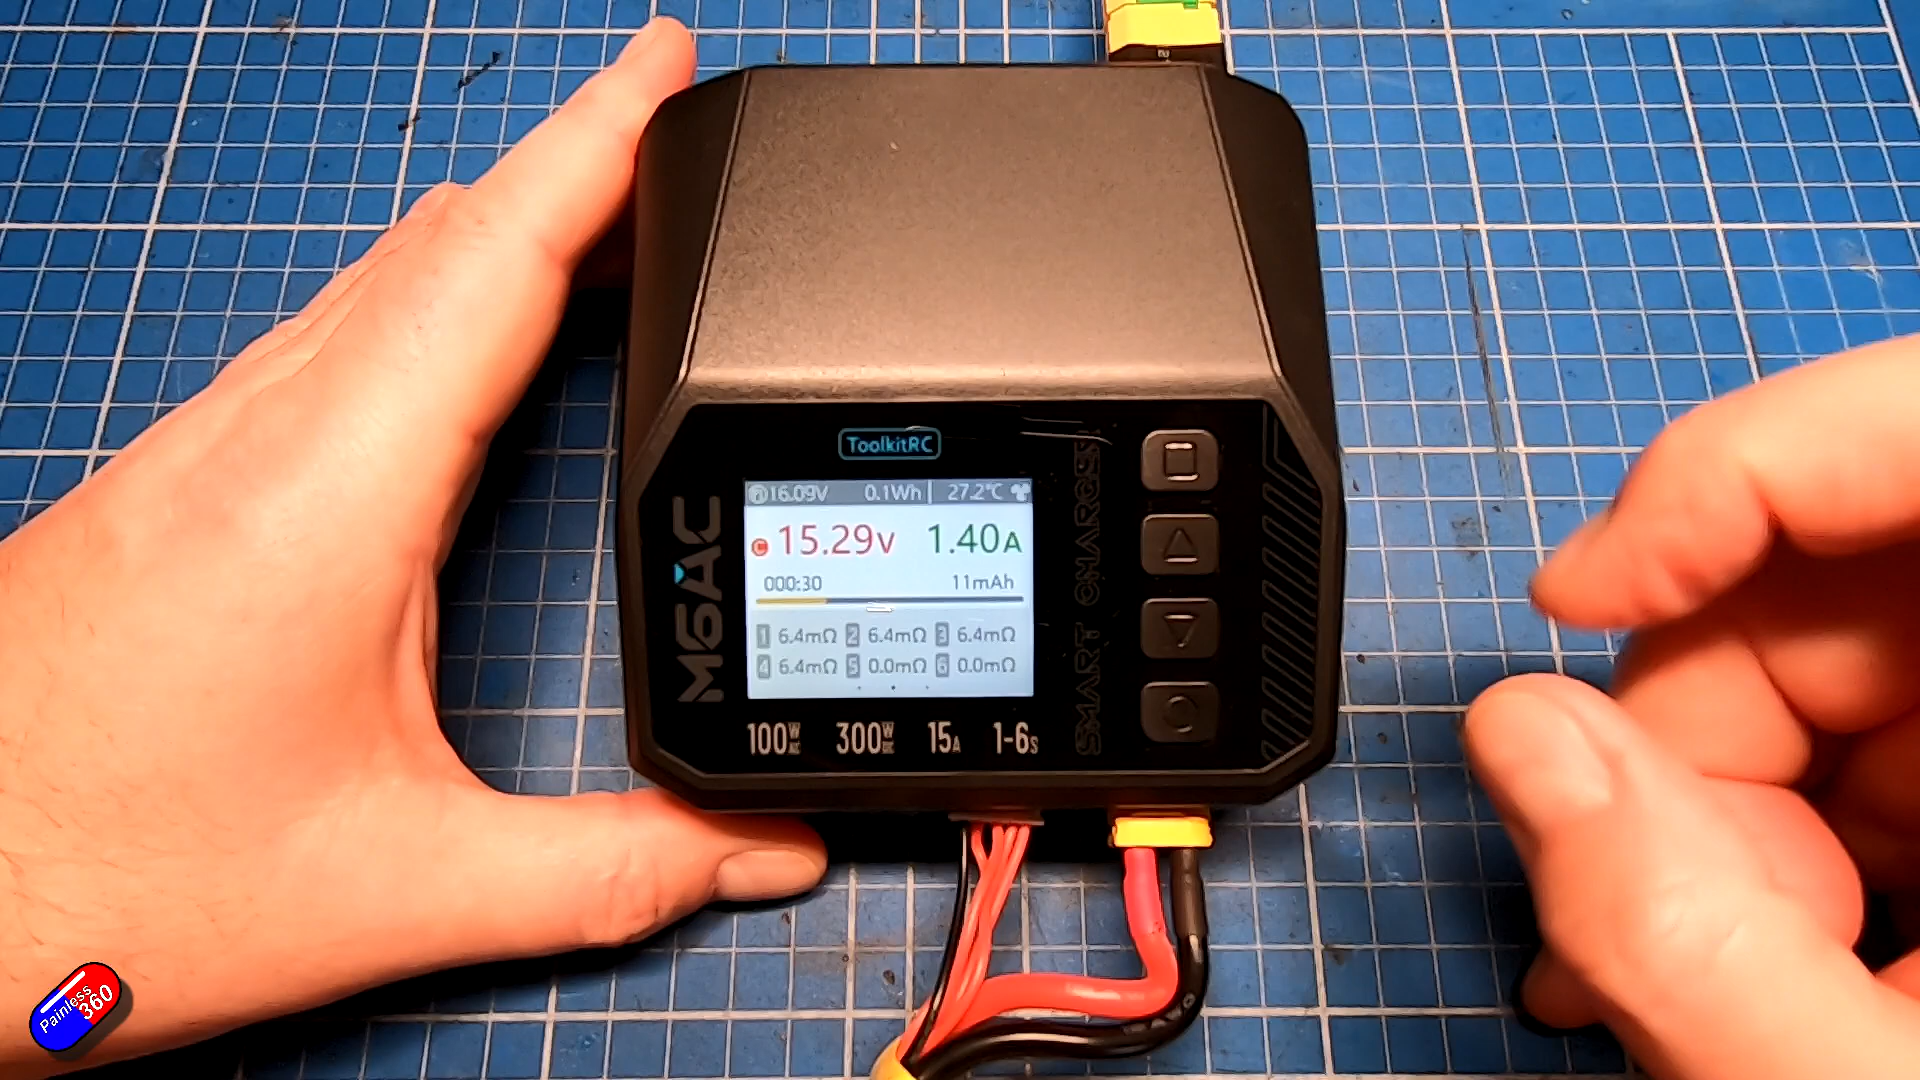 ToolkitRC
16.09V 0.1Wh 27.2°C
C 15.29V 1.40A
000:30 11mAh
1 6.4mΩ 2 6.4mΩ 3 6.4mΩ
4 6.4mΩ 5 0.0mΩ 6 0.0mΩ
M6AC
SMART CHARGER
100W AC 300W DC 15A 1-6S
Painless
360